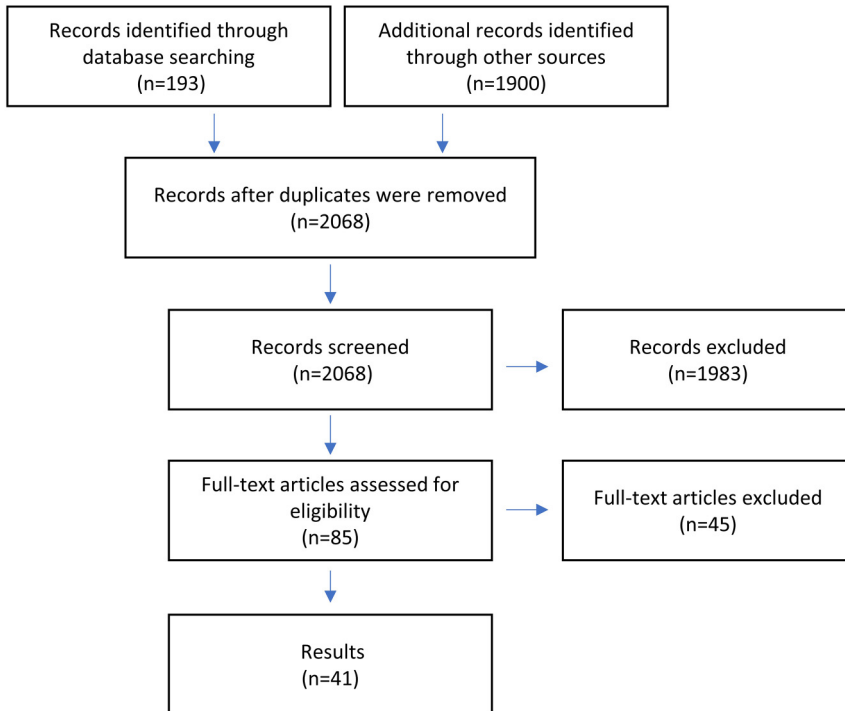 Records identified through
database searching
(n=193)
Additional records identified
through other sources
(n=1900)
Records after duplicates were removed
(n=2068)
Records screened
(n=2068)
Records excluded
(n=1983)
Full-text articles assessed for
eligibility
(n=85)
Full-text articles excluded
(n=45)
Results
(n=41)